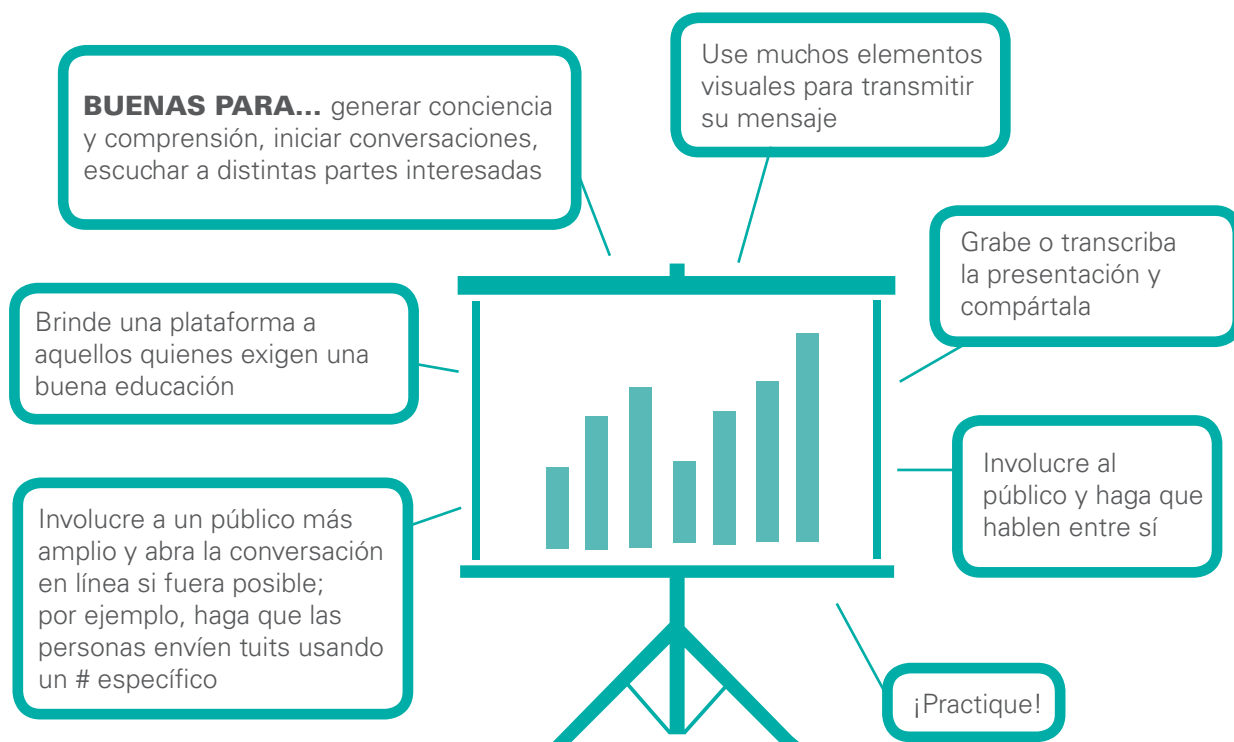 BUENAS PARA... generar conciencia
y comprensión, iniciar conversaciones,
escuchar a distintas partes interesadas
Use muchos elementos
visuales para transmitir
su mensaje
Grabe o transcriba
la presentación y
compártala
Brinde una plataforma a
aquellos quienes exigen una
buena educación
Involucre al
público y haga que
hablen entre sí
Involucre a un público más
amplio y abra la conversación
en línea si fuera posible;
por ejemplo, haga que las
personas envíen tuits usando
un # específico
¡Practique!